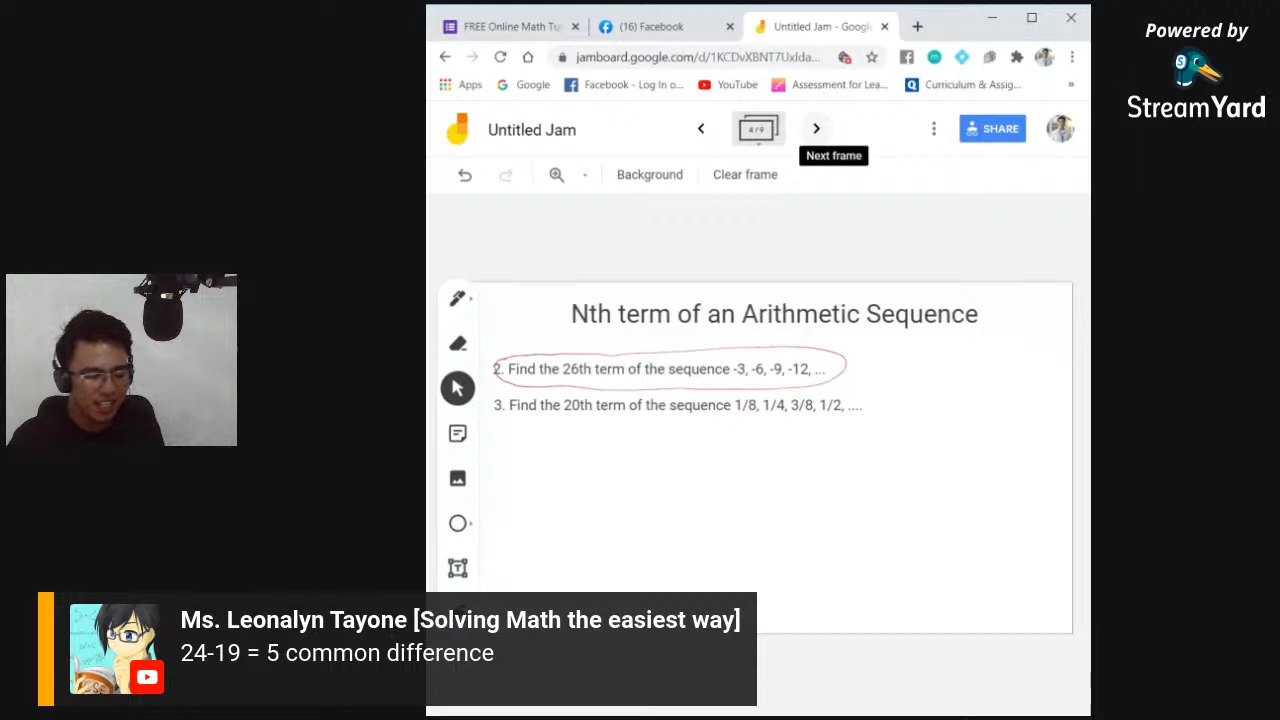 FREE Online Math Tu
(16) Facebook
Untitled Jam - Goog
jamboard.google.com/d/1KCDvXBNT7UxIda...
Apps
Google
Facebook - Log In o...
YouTube
Assessment for Lea...
Curriculum & Assig...
»
Untitled Jam
4 / 9
SHARE
Next frame
Background
Clear frame
Nth term of an Arithmetic Sequence
2. Find the 26th term of the sequence -3, -6, -9, -12, ...
3. Find the 20th term of the sequence 1/8, 1/4, 3/8, 1/2, ....
Ms. Leonalyn Tayone [Solving Math the easiest way]
24-19 = 5 common difference
Powered by
StreamYard